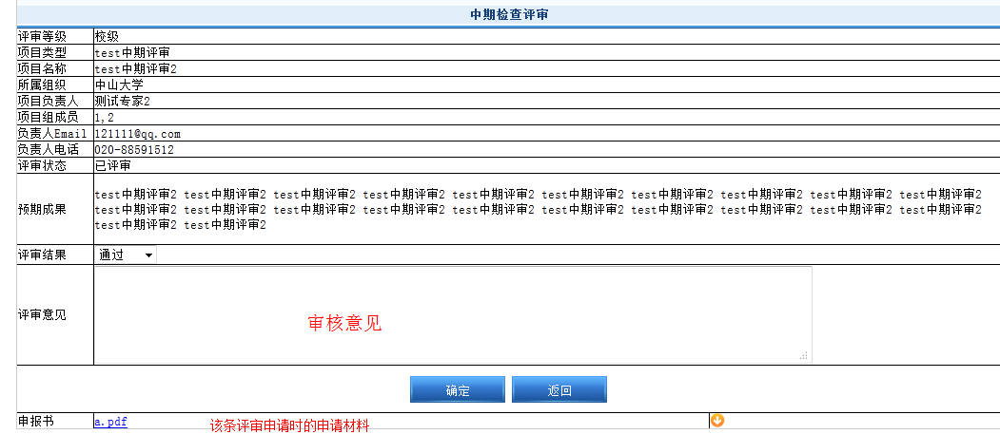 中期检查评审
评审等级 校级
项目类型 test中期评审
项目名称 test中期评审2
所属组织 中山大学
项目负责人 测试专家2
项目组成员 1,2
负责人Email 121111@qq.com
负责人电话 020-88591512
评审状态 已评审
预期成果 test中期评审2 test中期评审2 test中期评审2 test中期评审2 test中期评审2 test中期评审2 test中期评审2 test中期评审2 test中期评审2 test中期评审2
test中期评审2 test中期评审2 test中期评审2 test中期评审2 test中期评审2 test中期评审2 test中期评审2 test中期评审2 test中期评审2 test中期评审2
test中期评审2 test中期评审2
评审结果 通过
评审意见 审核意见
确定 返回
申报书 a.pdf 该条评审申请时的申请材料